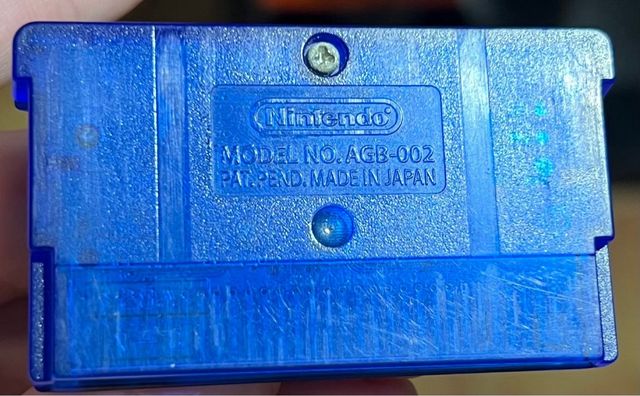 Nintendo
MODEL NO. AGB-002
PAT. PEND. MADE IN JAPAN